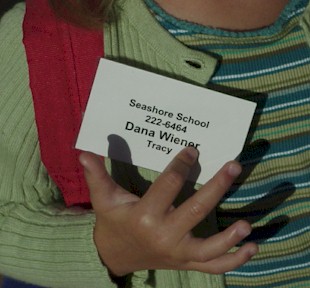 Seashore School
222-6464
Dana Wiener
Tracy